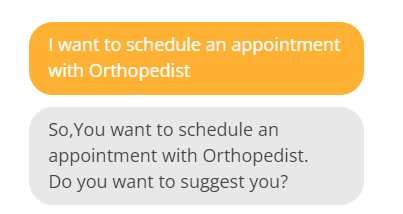 I want to schedule an appointment
with Orthopedist
So,You want to schedule an
appointment with Orthopedist.
Do you want to suggest you?